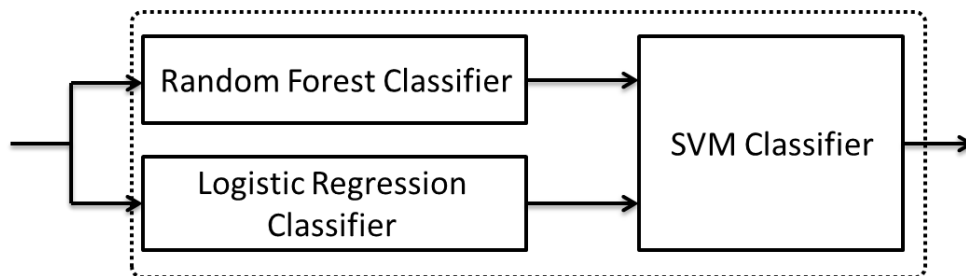 Random Forest Classifier
Logistic Regression
Classifier
SVM Classifier